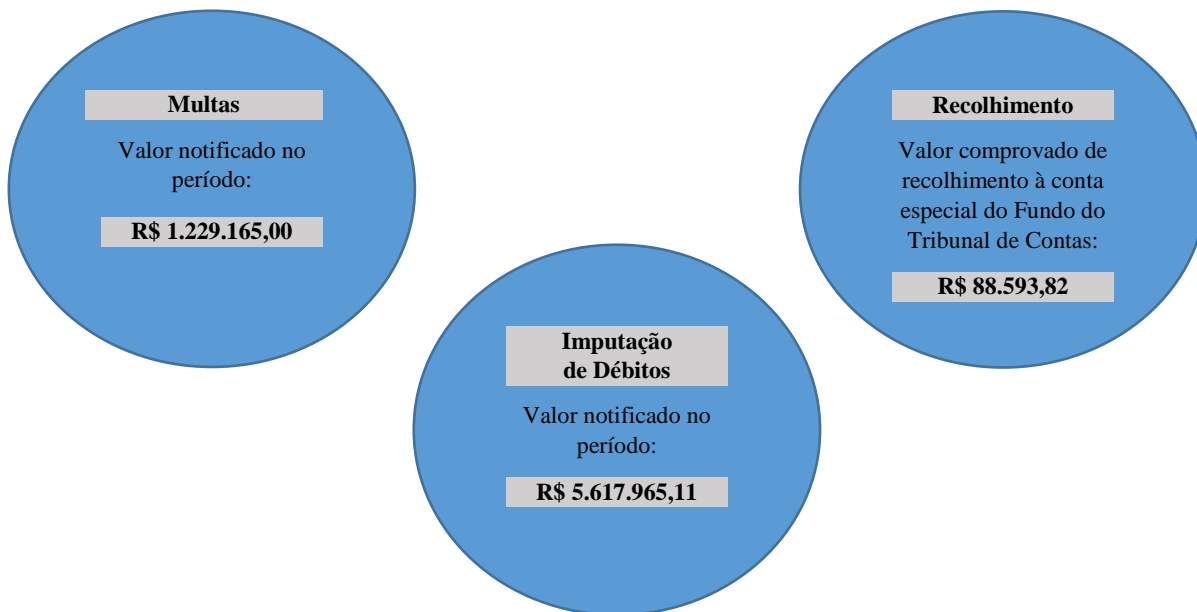 Multas
Valor notificado no
período:
R$ 1.229.165,00
Recolhimento
Valor comprovado de
recolhimento à conta
especial do Fundo do
Tribunal de Contas:
R$ 88.593,82
Imputação
de Débitos
Valor notificado no
período:
R$ 5.617.965,11